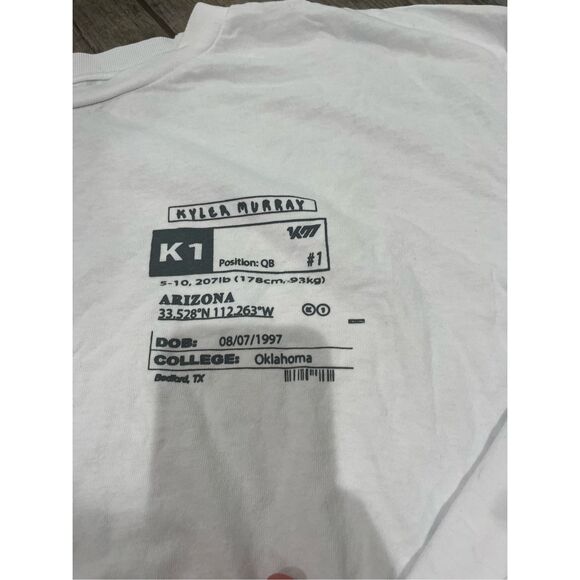 KYLER MURRAY
K1 Position: QB #1
5-10, 207lb (178cm, 93kg)
ARIZONA
33.528°N 112.263°W K 1
DOB: 08/07/1997
COLLEGE: Oklahoma
Bedford, TX